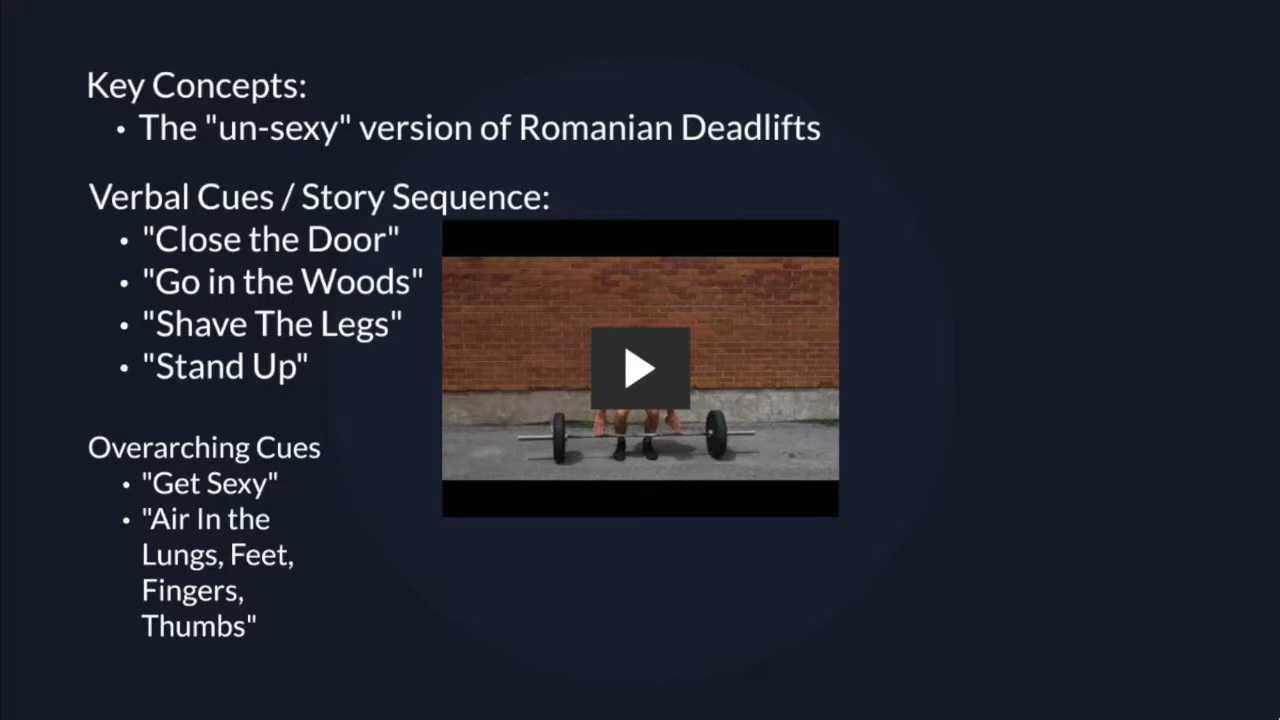 Key Concepts:
• The "un-sexy" version of Romanian Deadlifts
Verbal Cues / Story Sequence:
• "Close the Door"
• "Go in the Woods"
• "Shave The Legs"
• "Stand Up"
Overarching Cues
• "Get Sexy"
• "Air In the
Lungs, Feet,
Fingers,
Thumbs"